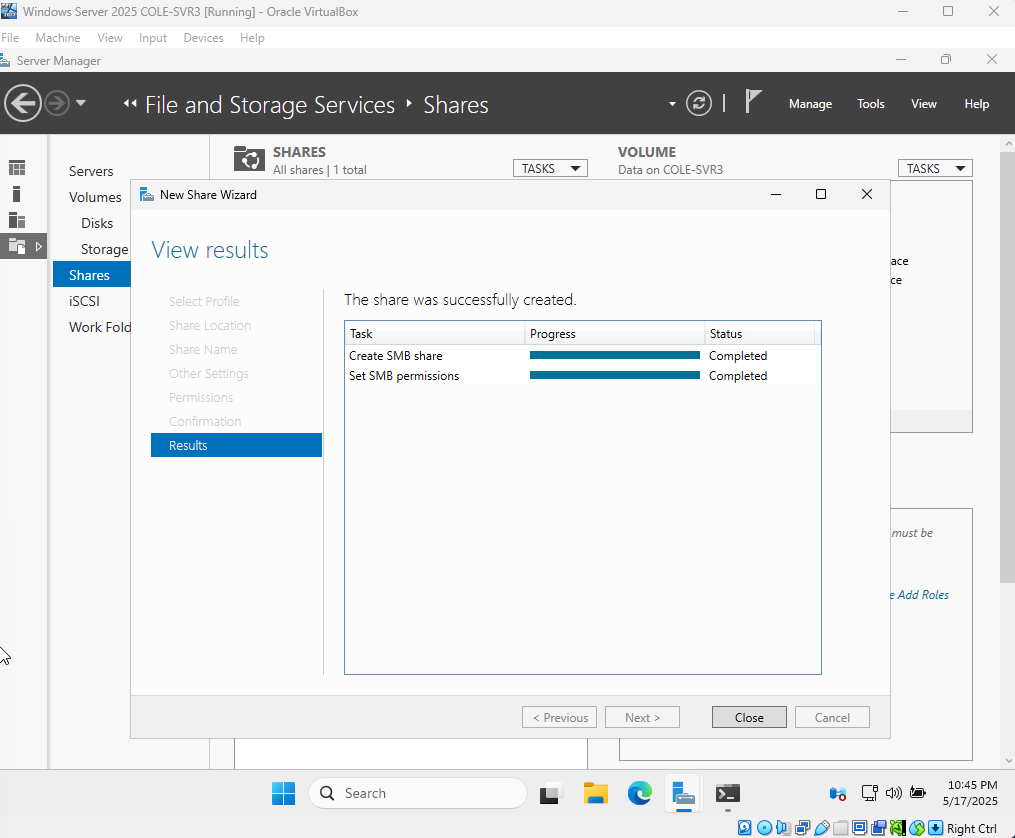 Windows Server 2025 COLE-SVR3 [Running] - Oracle VirtualBox
File Machine View Input Devices Help
Server Manager
File and Storage Services Shares
Manage Tools View Help
SHARES
All shares | 1 total
TASKS
VOLUME
Data on COLE-SVR3
TASKS
Servers
Volumes
Disks
Storage
Shares
iSCSI
Work Fold
New Share Wizard
View results
Select Profile
Share Location
Share Name
Other Settings
Permissions
Confirmation
Results
The share was successfully created.
Task Progress Status
Create SMB share Completed
Set SMB permissions Completed
ace
ce
must be
e Add Roles
< Previous Next > Close Cancel
Search
10:45 PM
5/17/2025
Right Ctrl